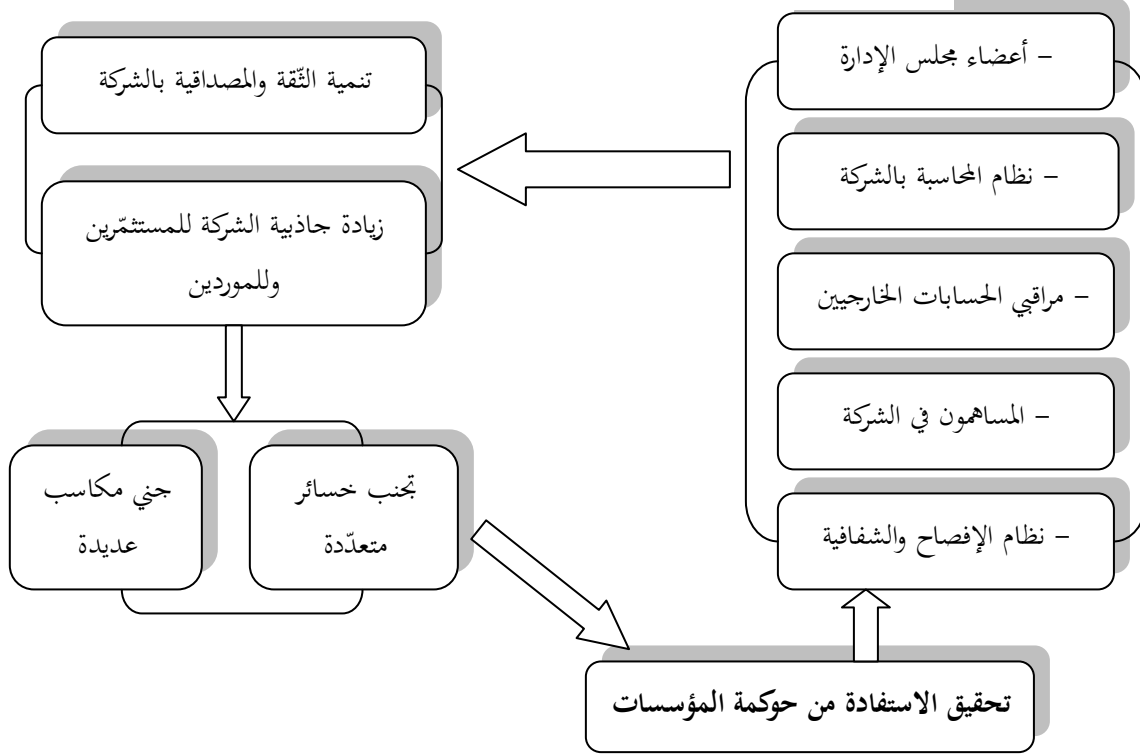 – أعضاء مجلس الإدارة
– نظام المحاسبة بالشركة
– مراقبي الحسابات الخارجيين
– المساهمون في الشركة
– نظام الإفصاح والشفافية
تنمية الثّقة والمصداقية بالشركة
زيادة جاذبية الشركة للمستثمّرين
وللموردين
تجنب خسائر
متعدّدة
جني مكاسب
عديدة
تحقيق الاستفادة من حوكمة المؤسسات